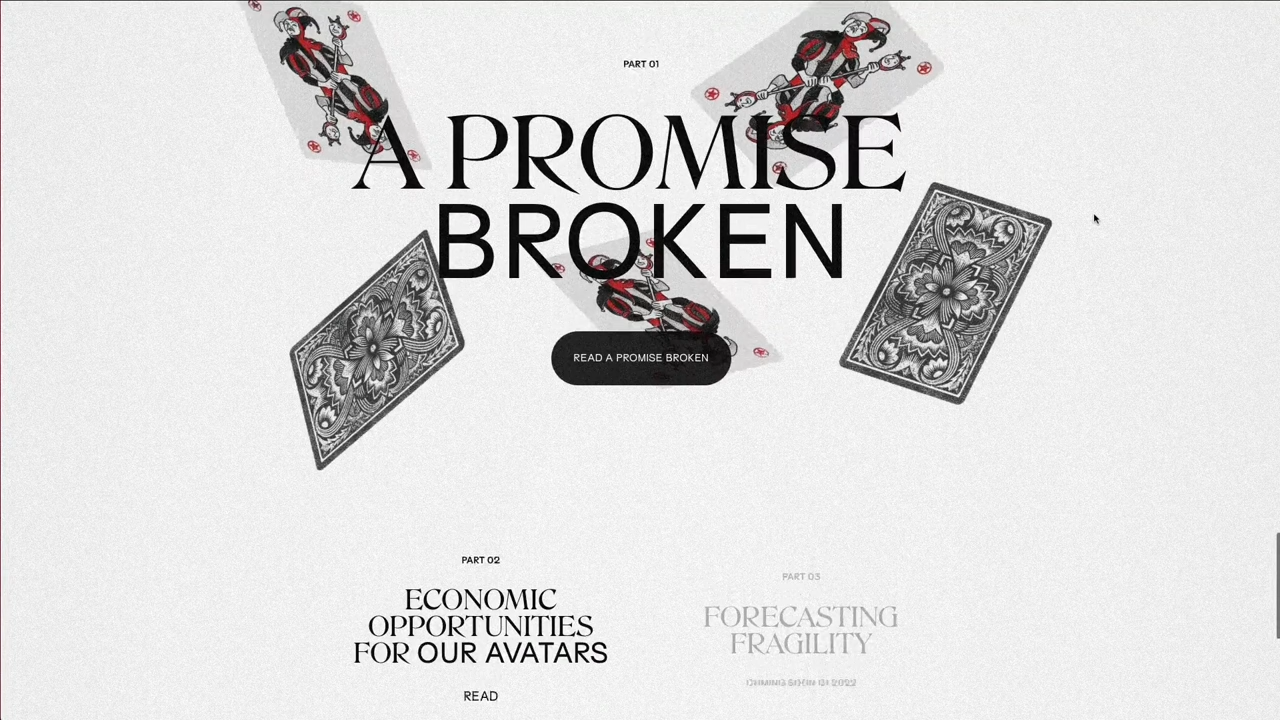 PART 01
A PROMISE
BROKEN
READ A PROMISE BROKEN
PART 02
ECONOMIC
OPPORTUNITIES
FOR OUR AVATARS
READ
PART 03
FORECASTING
FRAGILITY
2022